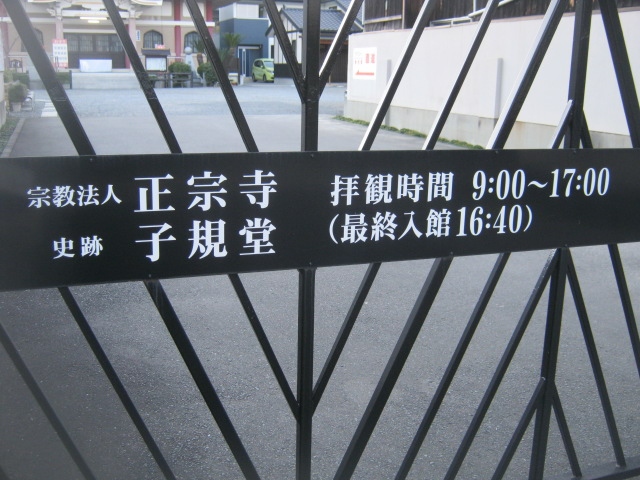 宗教法人 正宗寺 拝観時間 9:00～17:00
史跡 子規堂 (最終入館16:40)